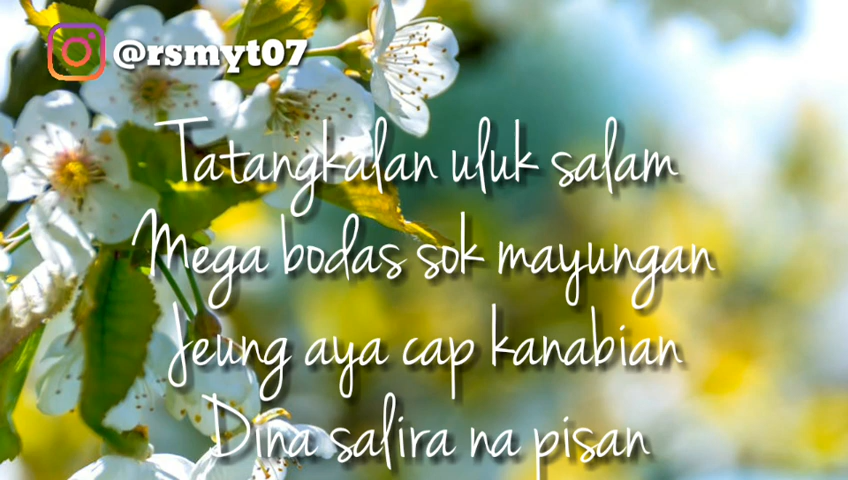 @rsmyt07
Tatangkalan uluk salam
Mega bodas sok mayungan
Jeung aya cap kanabian
Dina salira na pisan